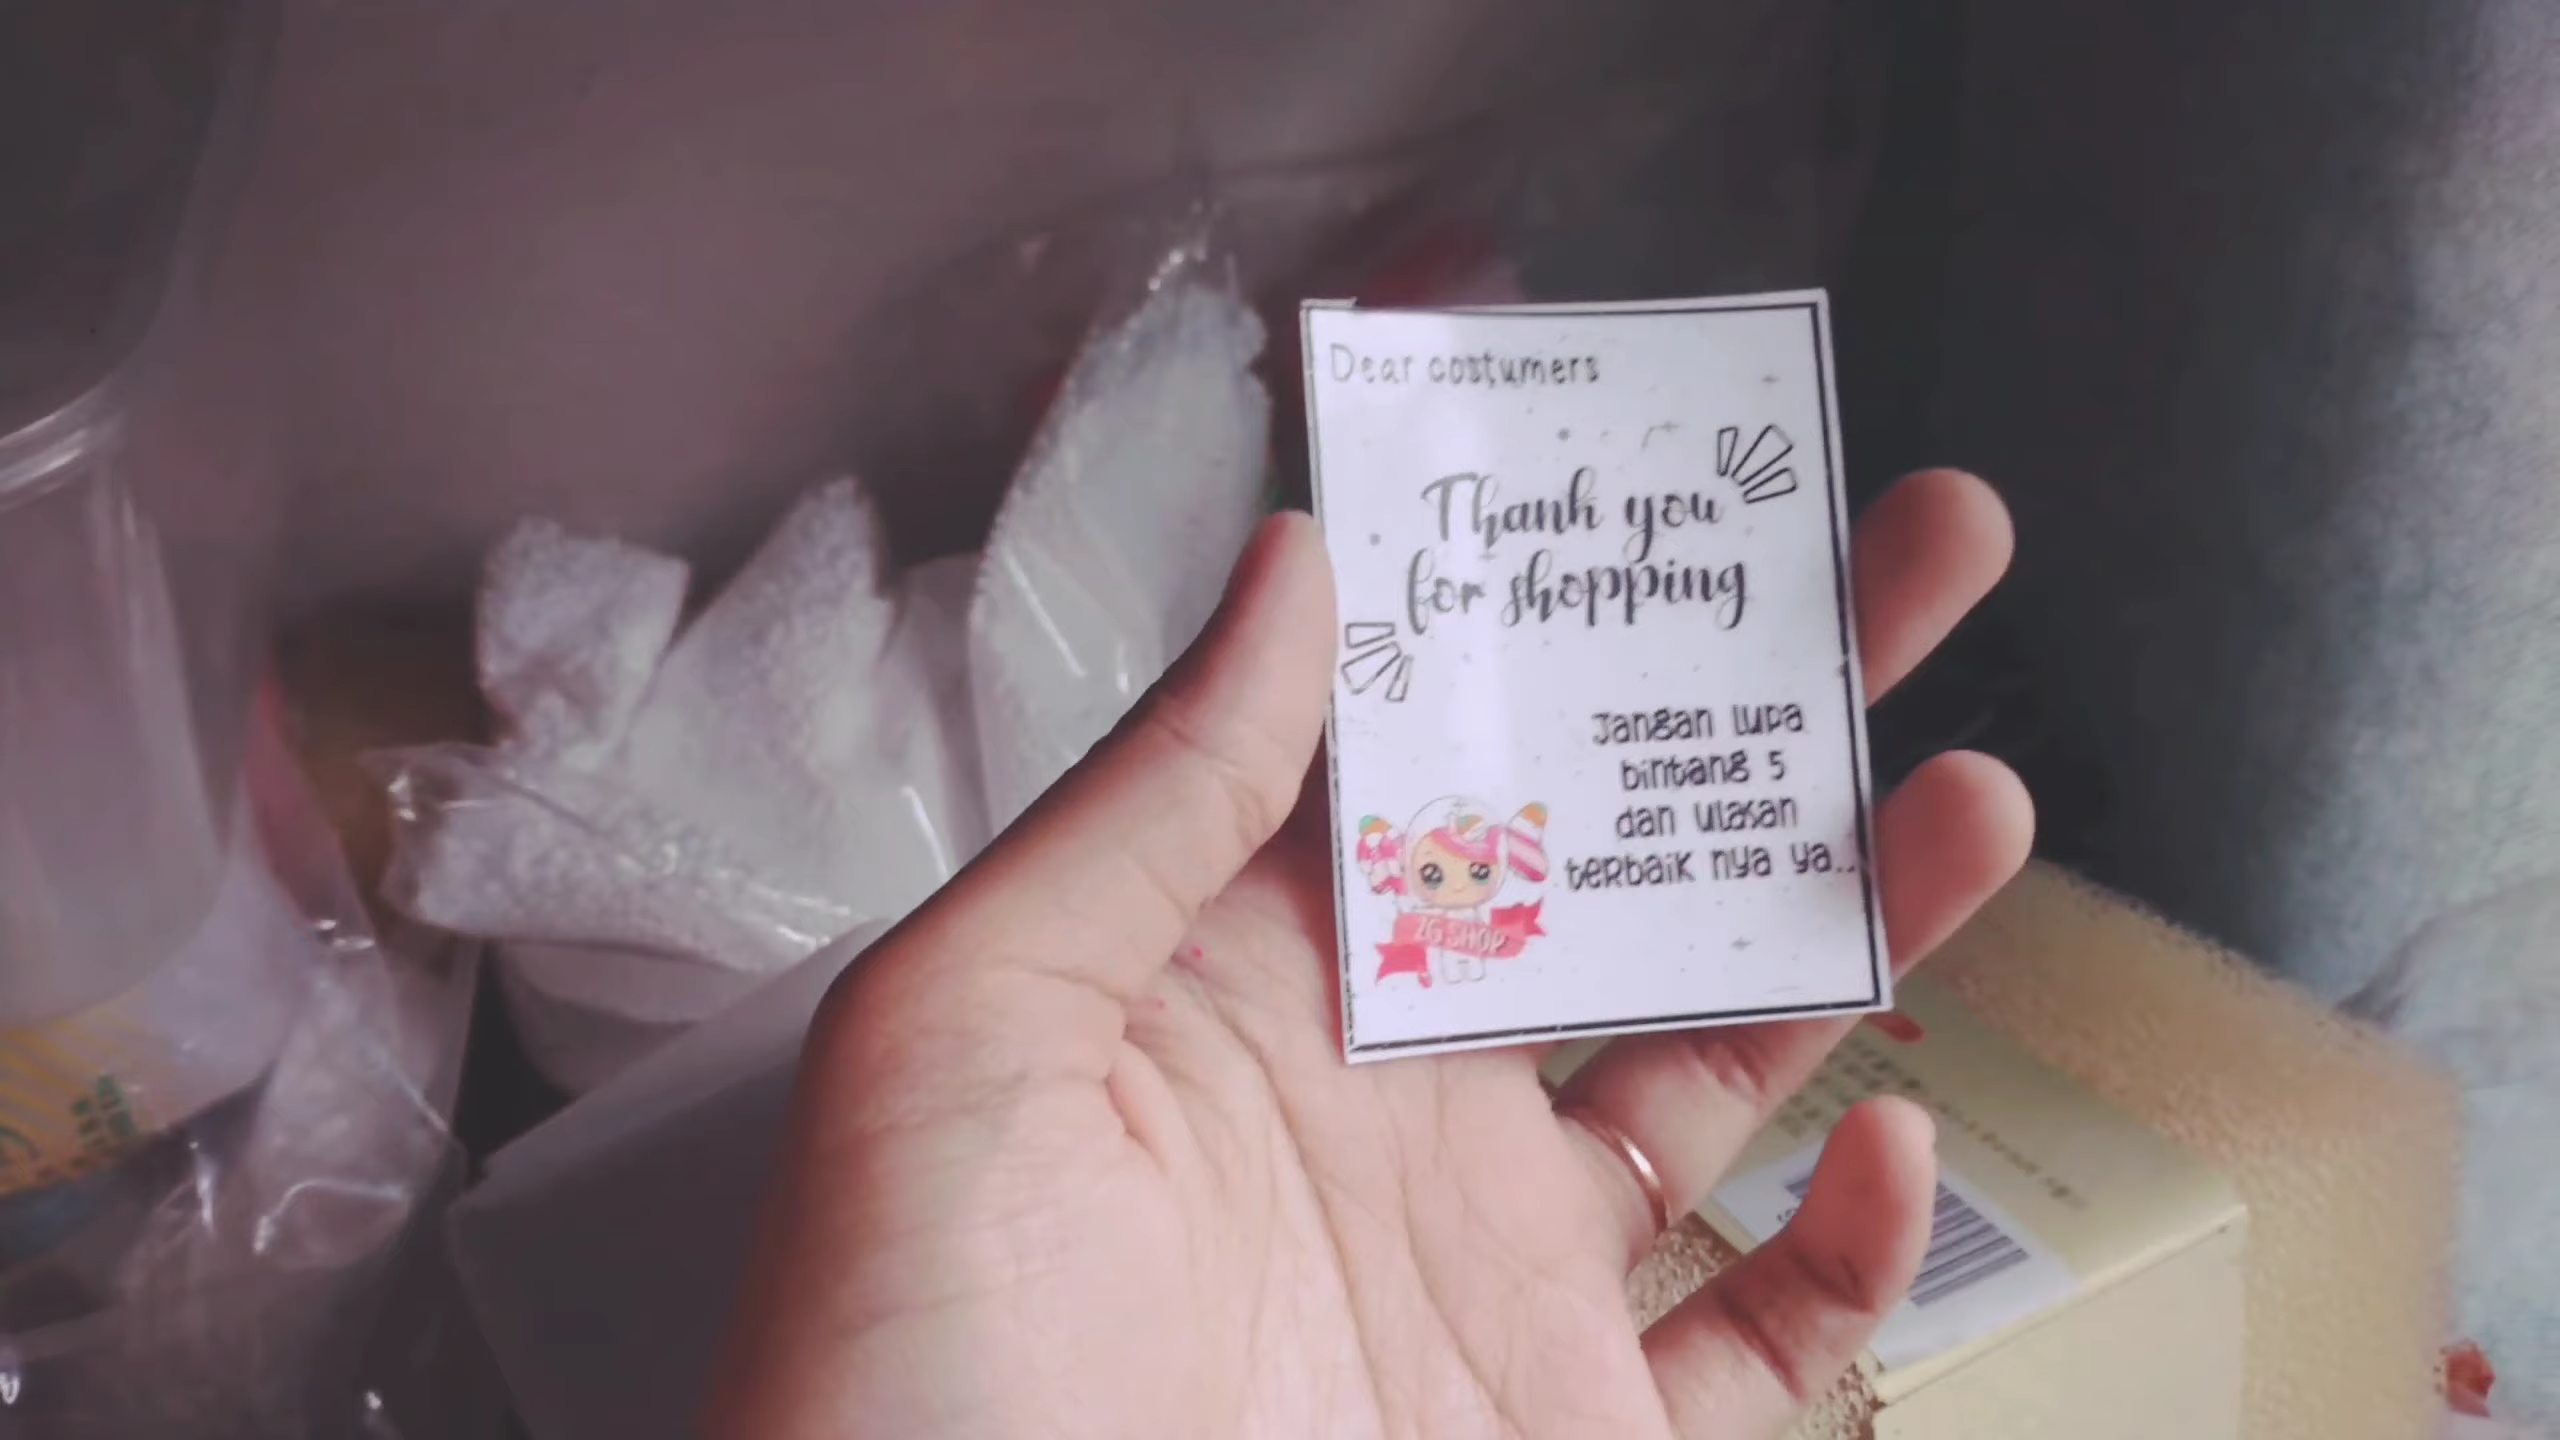 Dear costumers
Thank you
for shopping
Jangan lupa
bintang 5
dan ulasan
terbaik nya ya..
ZG SHOP